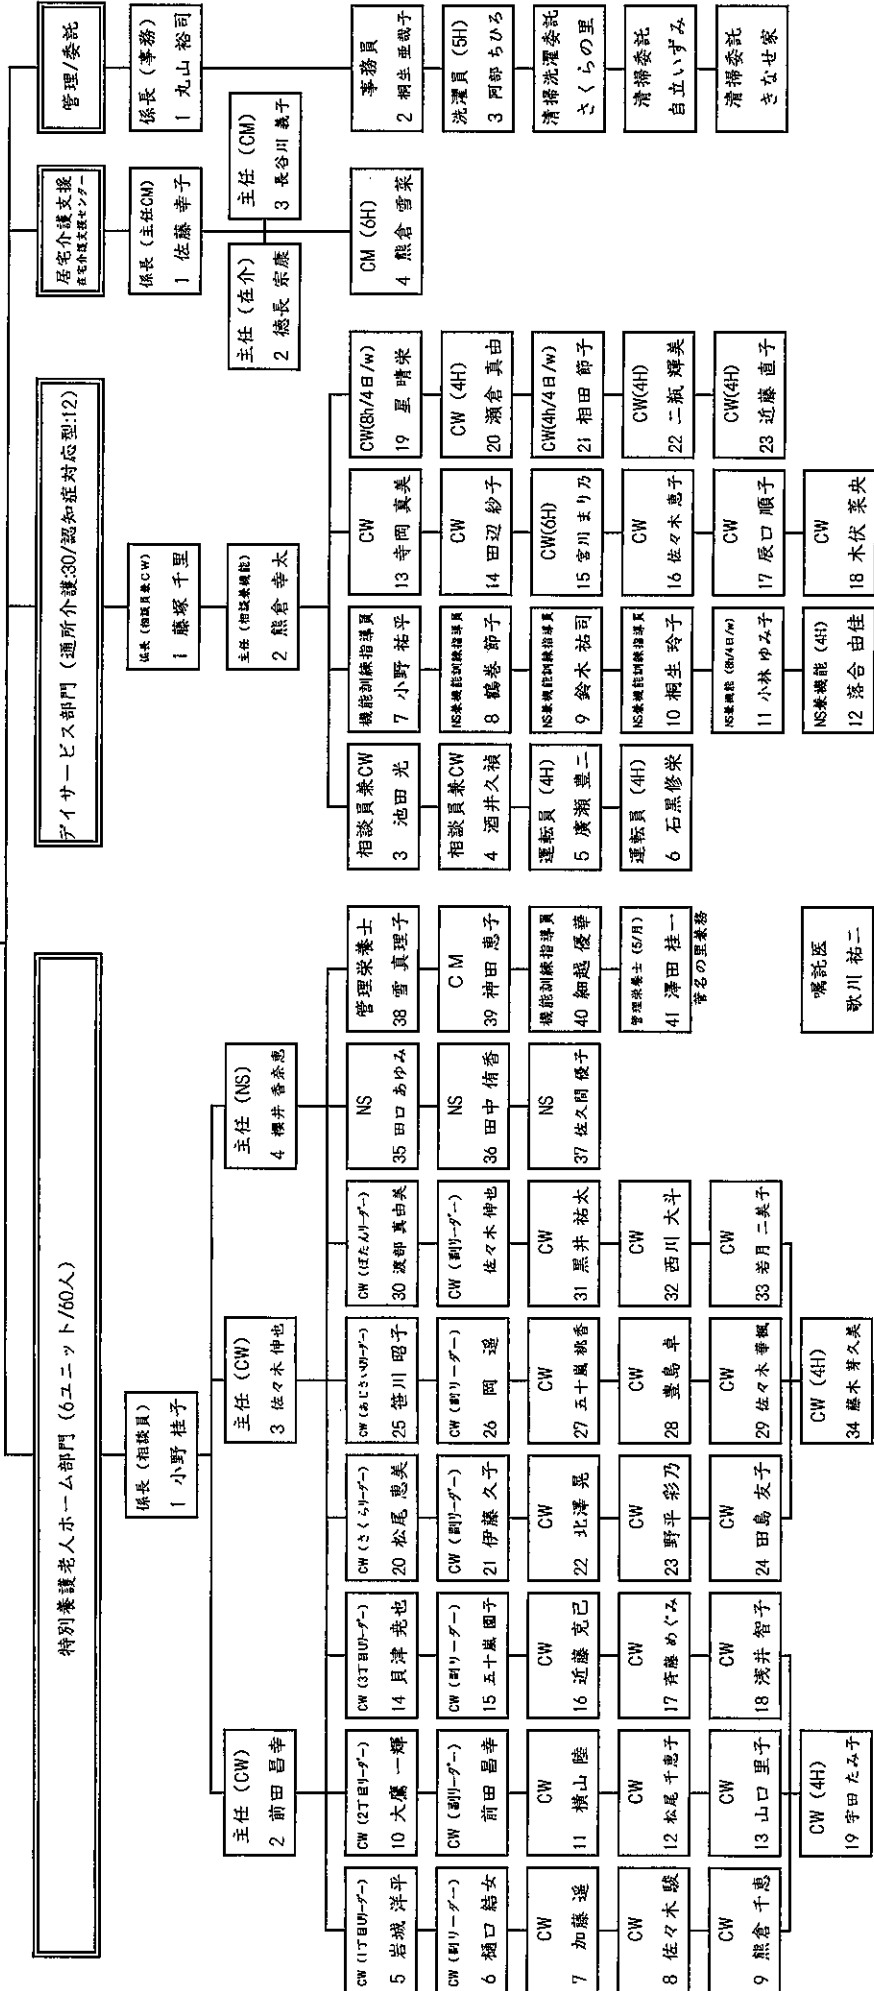 特別養護老人ホーム部門 (6ユニット/60人)
係長 (相談員)
1 小野 桂子
主任 (CW)
2 前田 昌幸
主任 (CW)
3 佐々木 伸也
主任 (NS)
4 櫻井 香奈恵
CW (1丁目Uリーダー)
5 岩城 洋平
CW (副リーダー)
6 樋口 結女
CW
7 加藤 遥
CW
8 佐々木 駿
CW
9 熊倉 千恵
CW (2丁目リーダー)
10 大鷹 一輝
CW (副リーダー)
前田 昌幸
CW
11 横山 陸
CW
12 松尾 千恵子
CW
13 山口 里子
CW (3丁目Uリーダー)
14 貝津 尭也
CW (副リーダー)
15 五十嵐 園子
CW
16 近藤 克己
CW
17 斉藤 めぐみ
CW
18 浅井 智子
CW (4H)
19 宇田 たみ子
CW (さくらリーダー)
20 松尾 恵美
CW (副リーダー)
21 伊藤 久子
CW
22 北澤 晃
CW
23 野平 彩乃
CW
24 田島 友子
CW (あじさいUリーダー)
25 笹川 昭子
CW (副リーダー)
26 岡 遥
CW
27 五十嵐 桃香
CW
28 豊島 卓
CW
29 佐々木 華楓
CW (ぼたんリーダー)
30 渡部 真由美
CW (副リーダー)
佐々木 伸也
CW
31 黒井 祐太
CW
32 西川 大斗
CW
33 若月 二美子
CW (4H)
34 藤木 芽久美
NS
35 田口 あゆみ
NS
36 田中 侑香
NS
37 佐久間 優子
管理栄養士
38 雪 真理子
CM
39 神田 恵子
機能訓練指導員
40 細越 優華
管理栄養士 (5/月)
41 澤田 桂一
菅名の里兼務
嘱託医
歌川 祐二
デイサービス部門 (通所介護:30/認知症対応型:12)
係長 (相談員兼CW)
1 藤塚 千里
主任 (相談兼機能)
2 熊倉 幸太
相談員兼CW
3 池田 光
相談員兼CW
4 酒井久禎
運転員 (4H)
5 廣瀬 豊二
運転員 (4H)
6 石黒修栄
機能訓練指導員
7 小野 祐平
NS兼機能訓練指導員
8 鶴巻 節子
NS兼機能訓練指導員
9 鈴木 祐司
NS兼機能訓練指導員
10 桐生 玲子
NS兼機能 (8h/4日/w)
11 小林 ゆみ子
NS兼機能 (4H)
12 落合 由佳
CW
13 寺岡 真美
CW
14 田辺 紗子
CW(6H)
15 宮川 まり乃
CW
16 佐々木 恵子
CW
17 辰口 順子
CW
18 木伏 菜央
CW(8h/4日/w)
19 星 晴栄
CW (4H)
20 瀬倉 真由
CW(4h/4日/w)
21 相田 節子
CW(4H)
22 二瓶 輝美
CW(4H)
23 近藤 直子
居宅介護支援
在宅介護支援センター
係長 (主任CM)
1 佐藤 幸子
主任 (在介)
2 徳長 宗康
主任 (CM)
3 長谷川 義子
CM (6H)
4 熊倉 雪菜
管理/委託
係長 (事務)
1 丸山 裕司
事務員
2 桐生 亜哉子
洗濯員 (5H)
3 阿部 ちひろ
清掃洗濯委託
さくらの里
清掃委託
自立いずみ
清掃委託
きなせ家